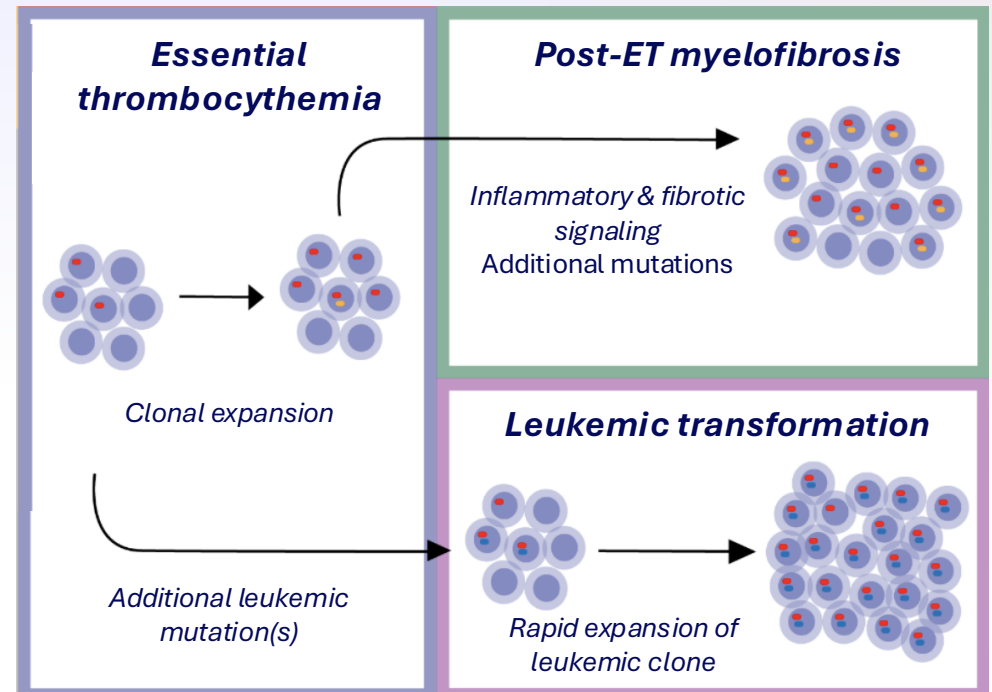 Essential
thrombocythemia
Clonal expansion
Additional leukemic
mutation(s)
Post-ET myelofibrosis
Inflammatory & fibrotic
signaling
Additional mutations
Leukemic transformation
Rapid expansion of
leukemic clone